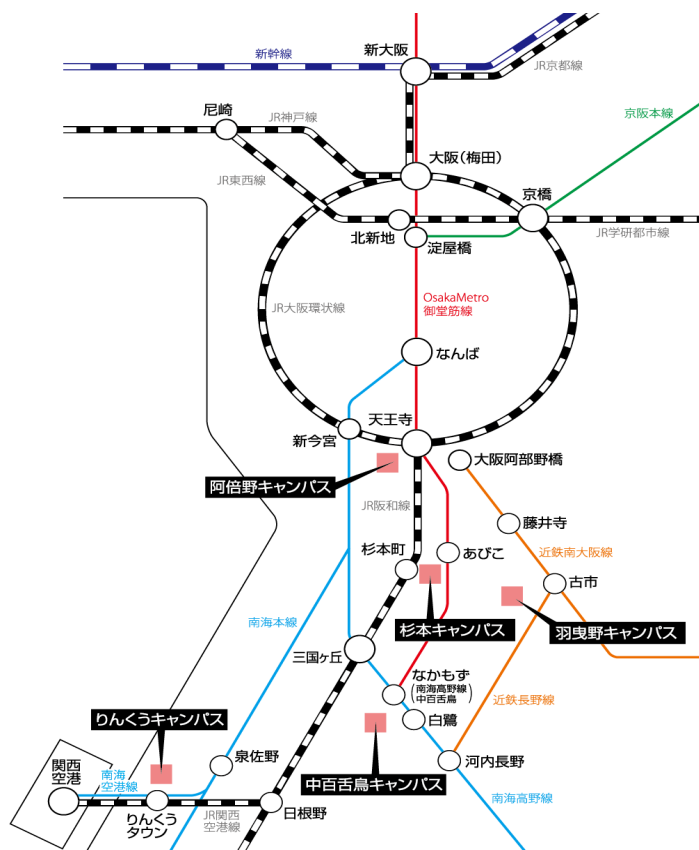 新幹線
新大阪
JR京都線
尼崎
JR神戸線
京阪本線
大阪（梅田）
JR東西線
京橋
北新地
淀屋橋
JR学研都市線
JR大阪環状線
OsakaMetro
御堂筋線
なんば
天王寺
新今宮
大阪阿部野橋
阿倍野キャンパス
JR阪和線
藤井寺
杉本町
あびこ
近鉄南大阪線
古市
南海本線
杉本キャンパス
羽曳野キャンパス
三国ヶ丘
なかもず
（南海高野線
中百舌鳥）
近鉄長野線
りんくうキャンパス
白鷺
泉佐野
河内長野
関西
空港
南海
空港線
中百舌鳥キャンパス
りんくう
タウン
JR関西
空港線
日根野
南海高野線